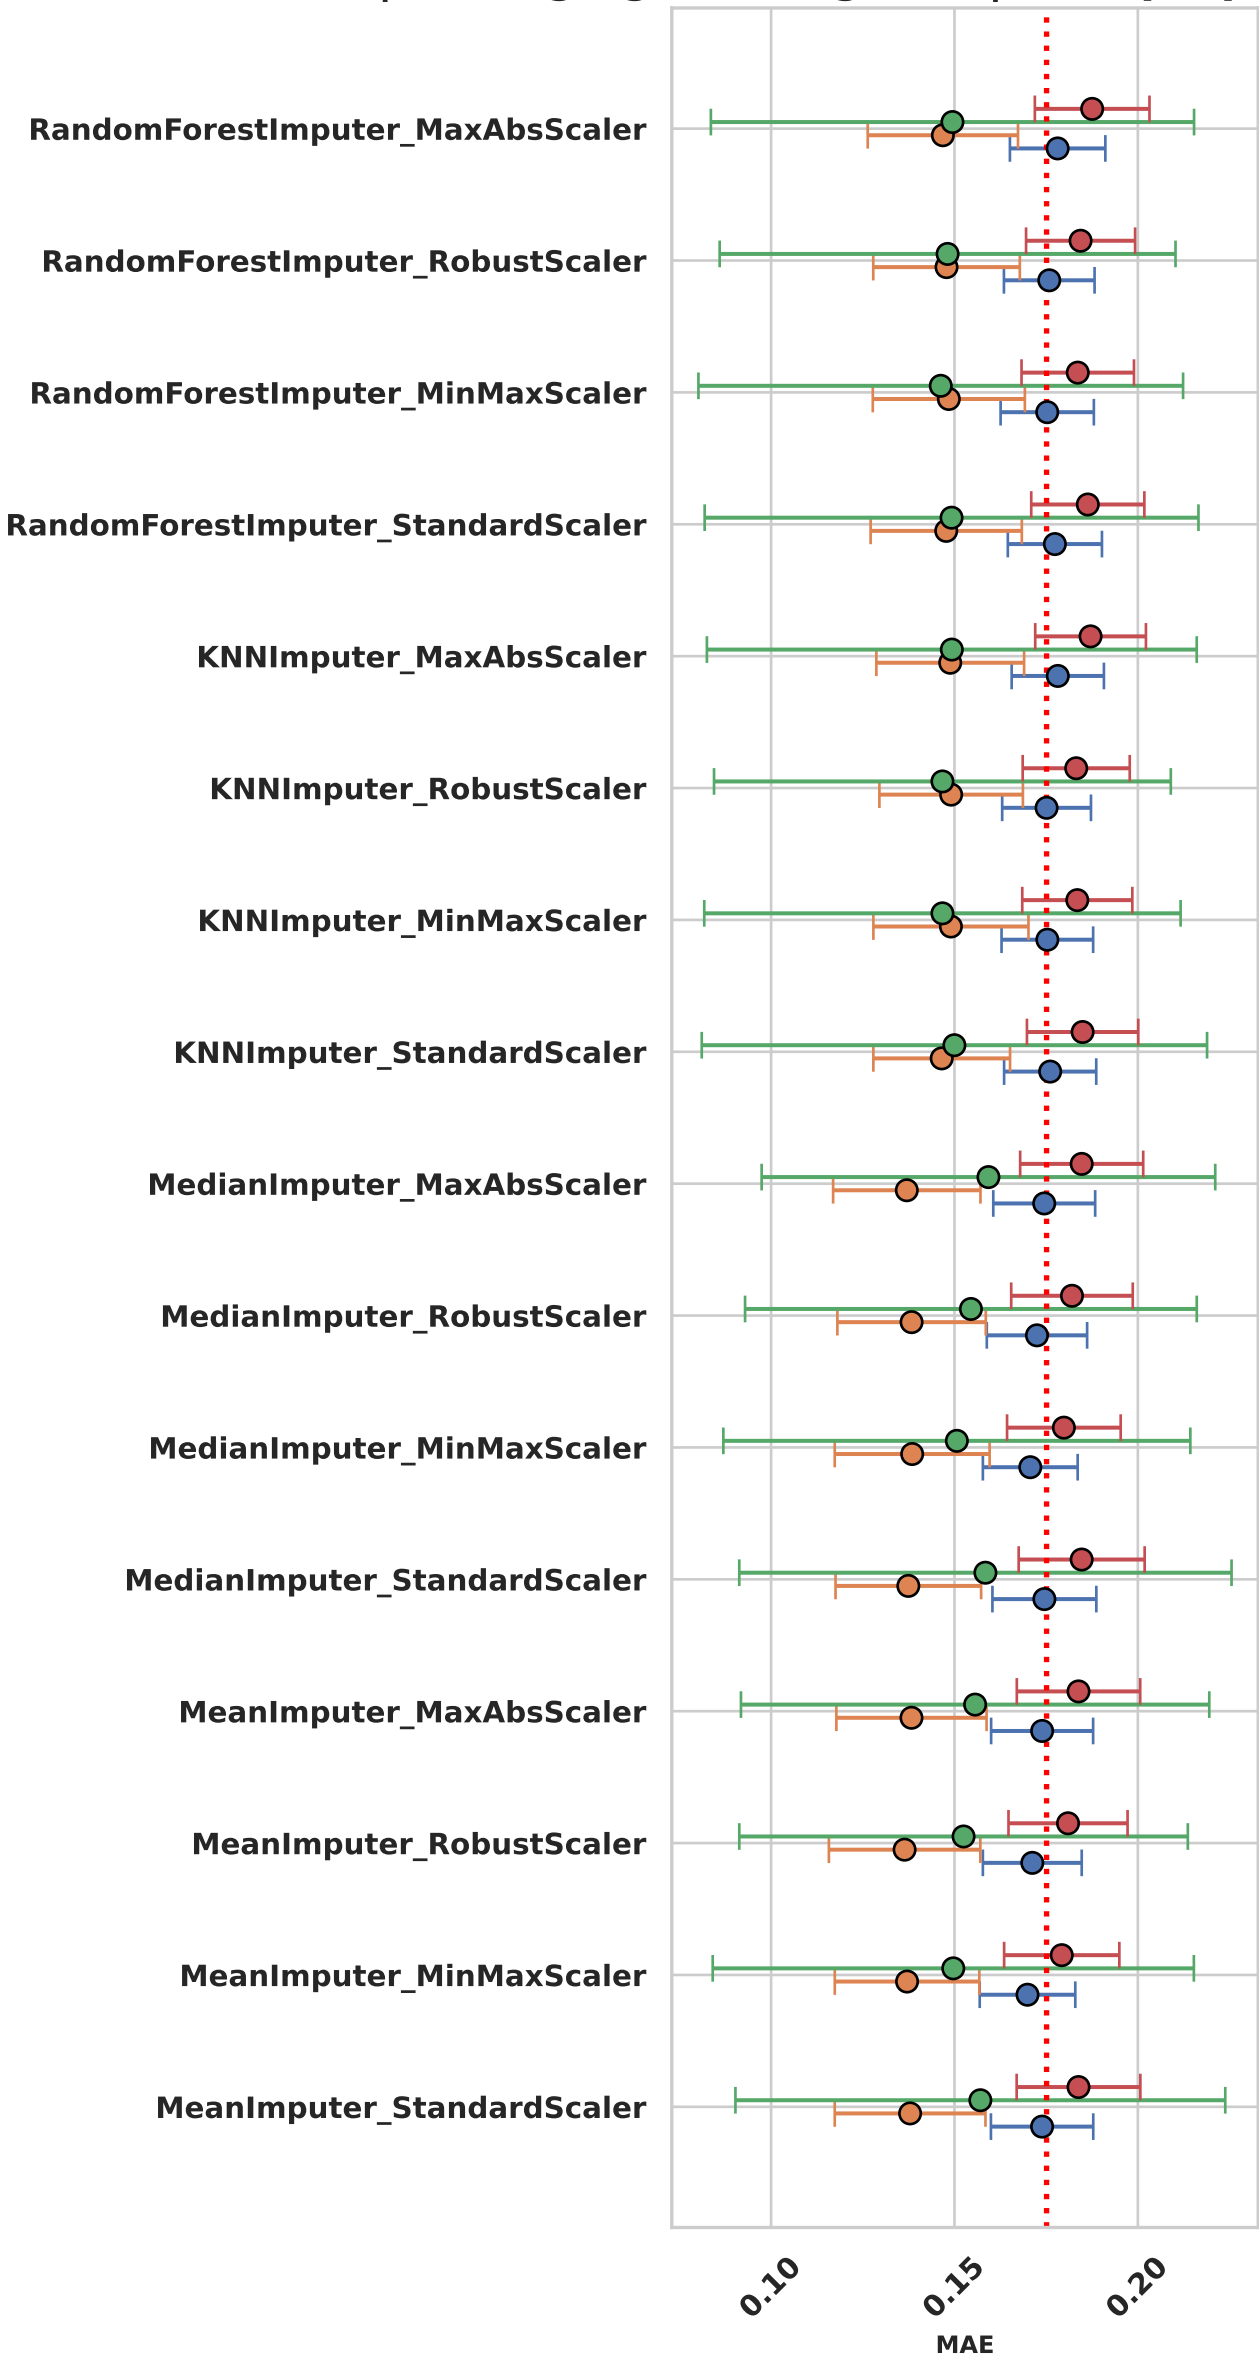 RandomForestImputer_MaxAbsScaler
RandomForestImputer_RobustScaler
RandomForestImputer_MinMaxScaler
RandomForestImputer_StandardScaler
KNNImputer_MaxAbsScaler
KNNImputer_RobustScaler
KNNImputer_MinMaxScaler
KNNImputer_StandardScaler
MedianImputer_MaxAbsScaler
MedianImputer_RobustScaler
MedianImputer_MinMaxScaler
MedianImputer_StandardScaler
MeanImputer_MaxAbsScaler
MeanImputer_RobustScaler
MeanImputer_MinMaxScaler
MeanImputer_StandardScaler
0.10 0.15 0.20
MAE